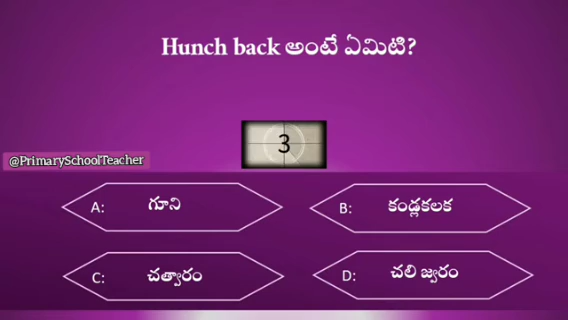 Hunch back అంటే ఏమిటి?
3
@PrimarySchoolTeacher
A: గూని
B: కండ్లకలక
C: చత్వారం
D: చలి జ్వరం